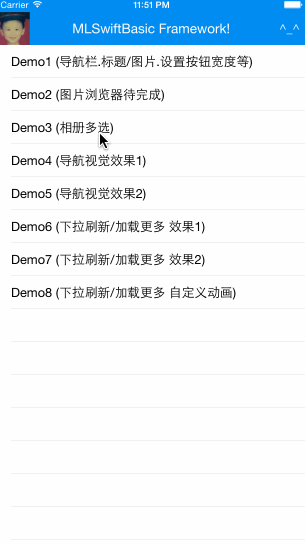 Carrier 11:51 PM
MLSwiftBasic Framework! ^_^
Demo1 (导航栏.标题/图片.设置按钮宽度等)
Demo2 (图片浏览器待完成)
Demo3 (相册多选)
Demo4 (导航视觉效果1)
Demo5 (导航视觉效果2)
Demo6 (下拉刷新/加载更多 效果1)
Demo7 (下拉刷新/加载更多 效果2)
Demo8 (下拉刷新/加载更多 自定义动画)